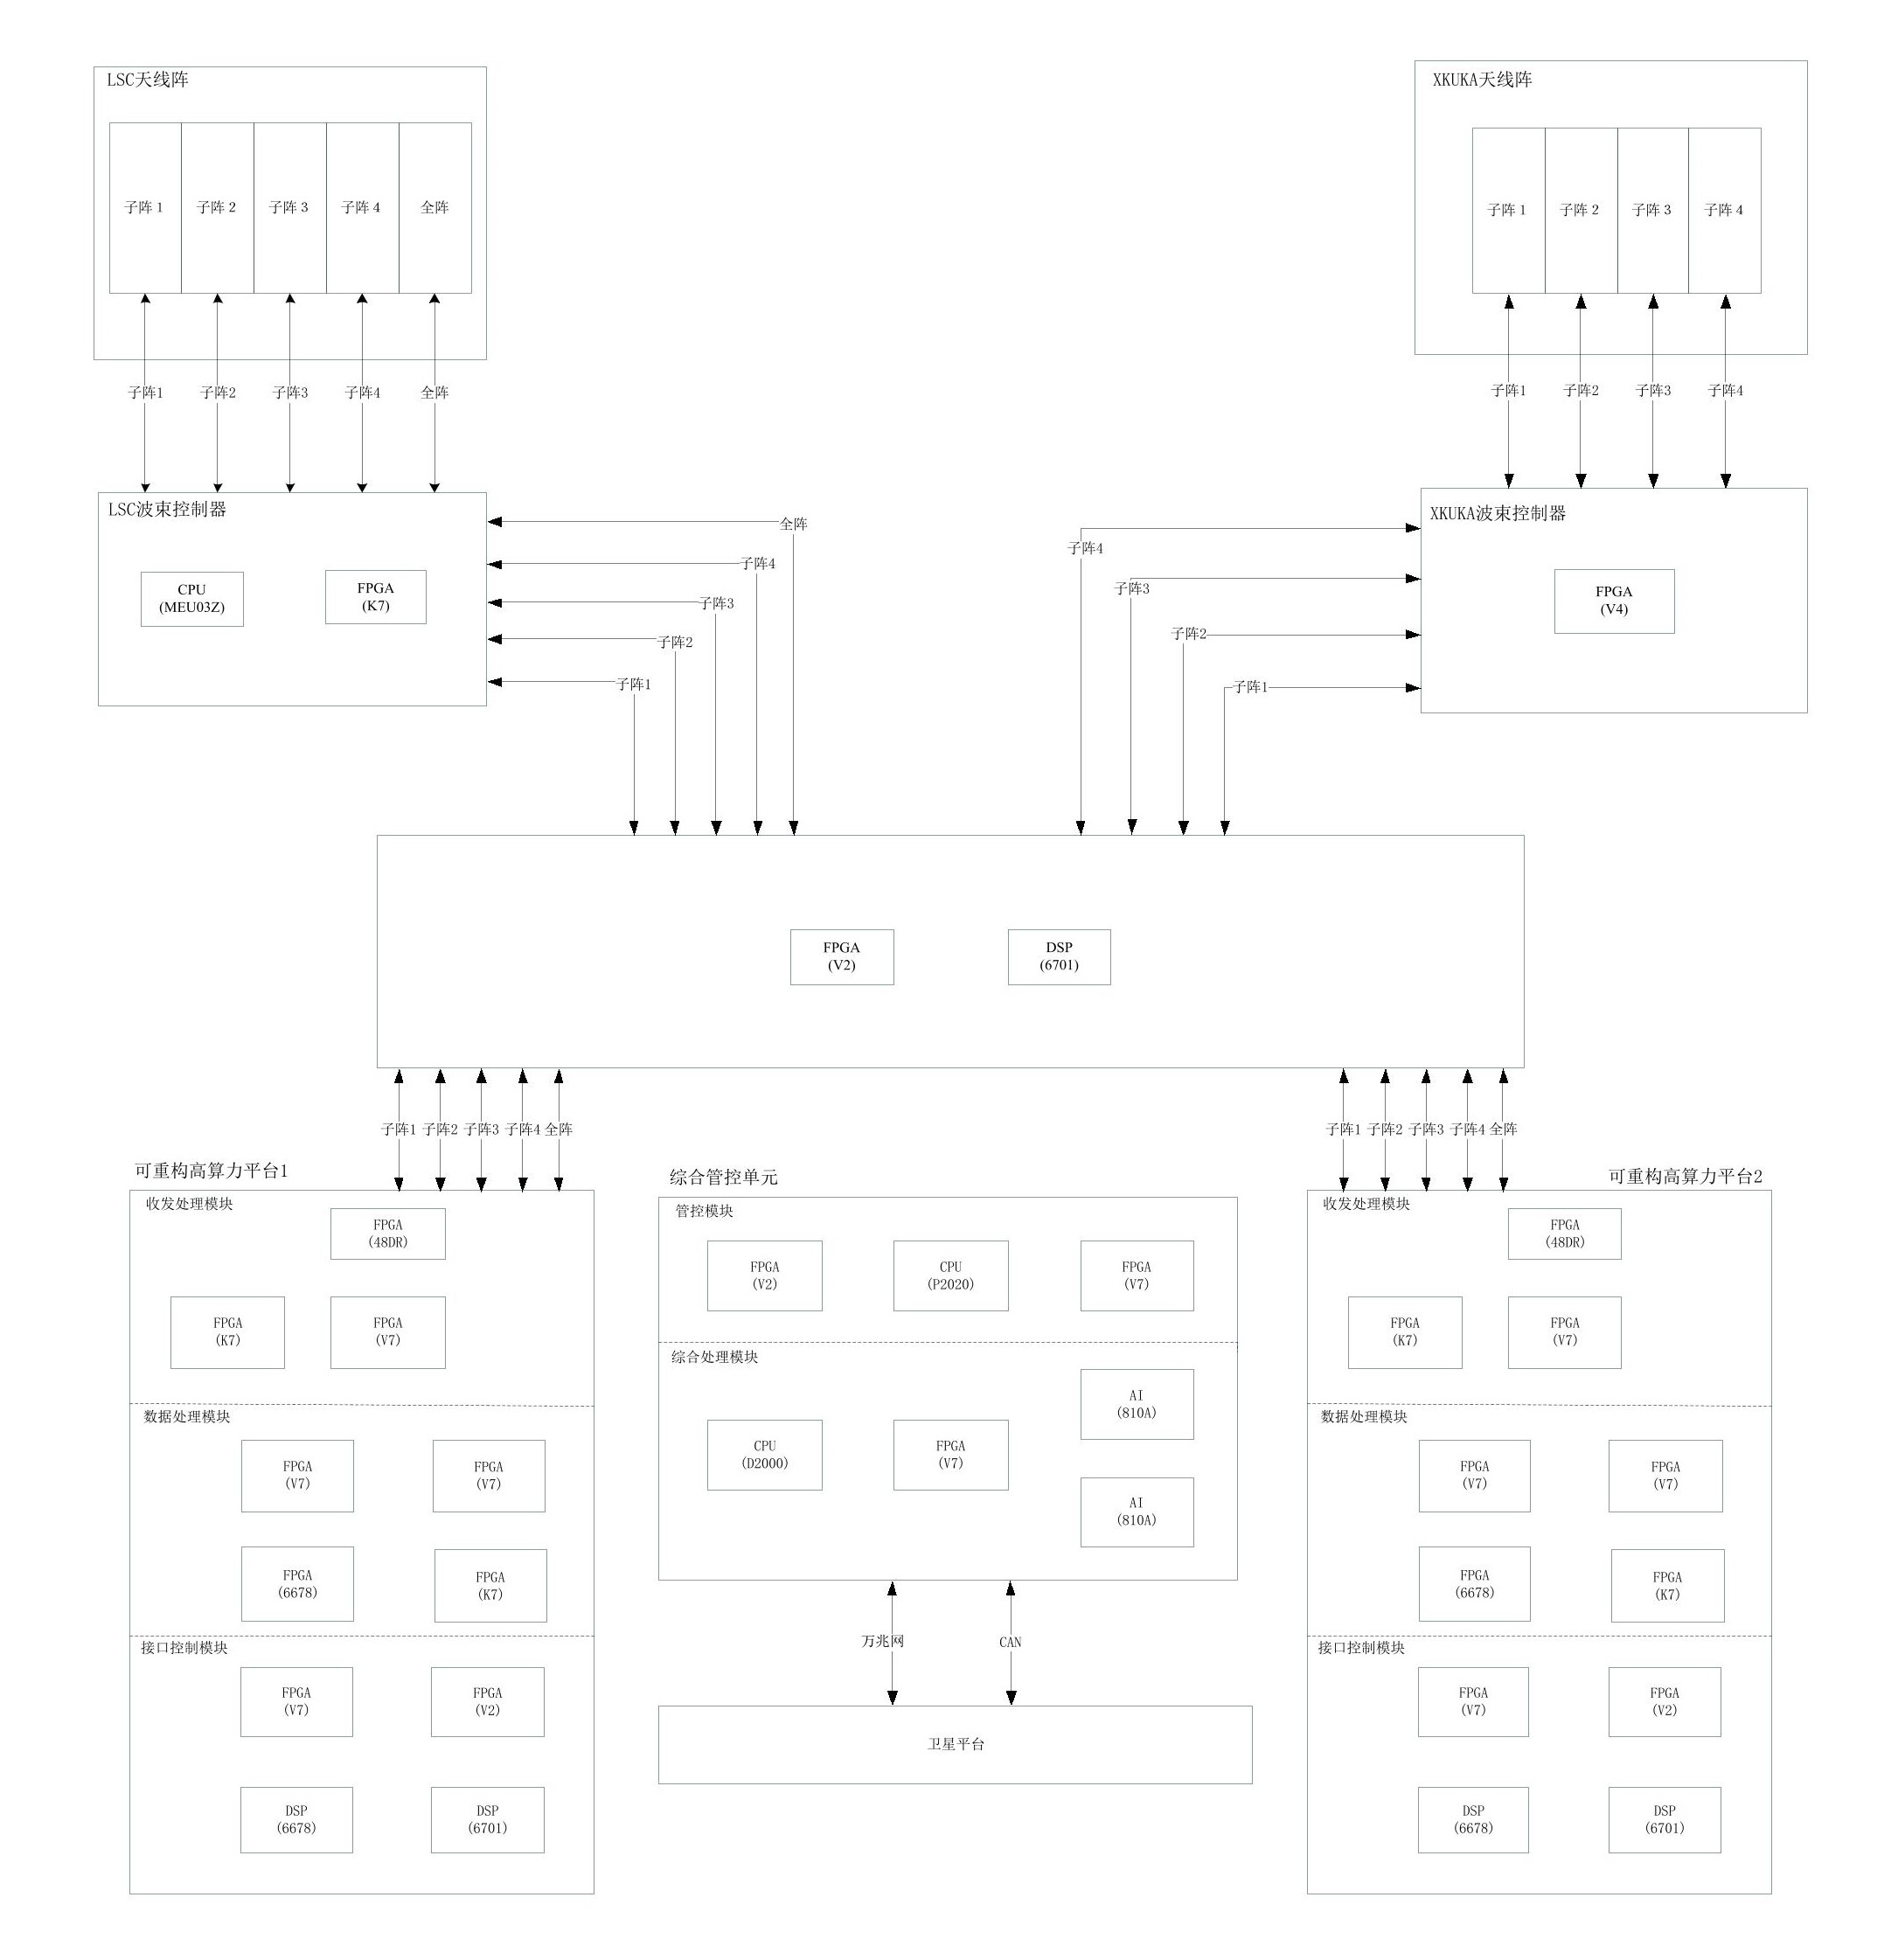 LSC天线阵
XKUKA天线阵
子阵 1
子阵 2
子阵 3
子阵 4
全阵
子阵 1
子阵 2
子阵 3
子阵 4
子阵1
子阵2
子阵3
子阵4
全阵
子阵1
子阵2
子阵3
子阵4
LSC波束控制器
CPU
(MEU03Z)
FPGA
(K7)
全阵
子阵4
子阵3
子阵2
子阵1
子阵4
子阵3
子阵2
子阵1
XKUKA波束控制器
FPGA
(V4)
FPGA
(V2)
DSP
(6701)
子阵1
子阵2
子阵3
子阵4
全阵
子阵1
子阵2
子阵3
子阵4
全阵
可重构高算力平台1
收发处理模块
FPGA
(48DR)
FPGA
(K7)
FPGA
(V7)
数据处理模块
FPGA
(V7)
FPGA
(V7)
FPGA
(6678)
FPGA
(K7)
接口控制模块
FPGA
(V7)
FPGA
(V2)
DSP
(6678)
DSP
(6701)
综合管控单元
管控模块
FPGA
(V2)
CPU
(P2020)
FPGA
(V7)
综合处理模块
CPU
(D2000)
FPGA
(V7)
AI
(810A)
AI
(810A)
万兆网
CAN
卫星平台
可重构高算力平台2
收发处理模块
FPGA
(48DR)
FPGA
(K7)
FPGA
(V7)
数据处理模块
FPGA
(V7)
FPGA
(V7)
FPGA
(6678)
FPGA
(K7)
接口控制模块
FPGA
(V7)
FPGA
(V2)
DSP
(6678)
DSP
(6701)